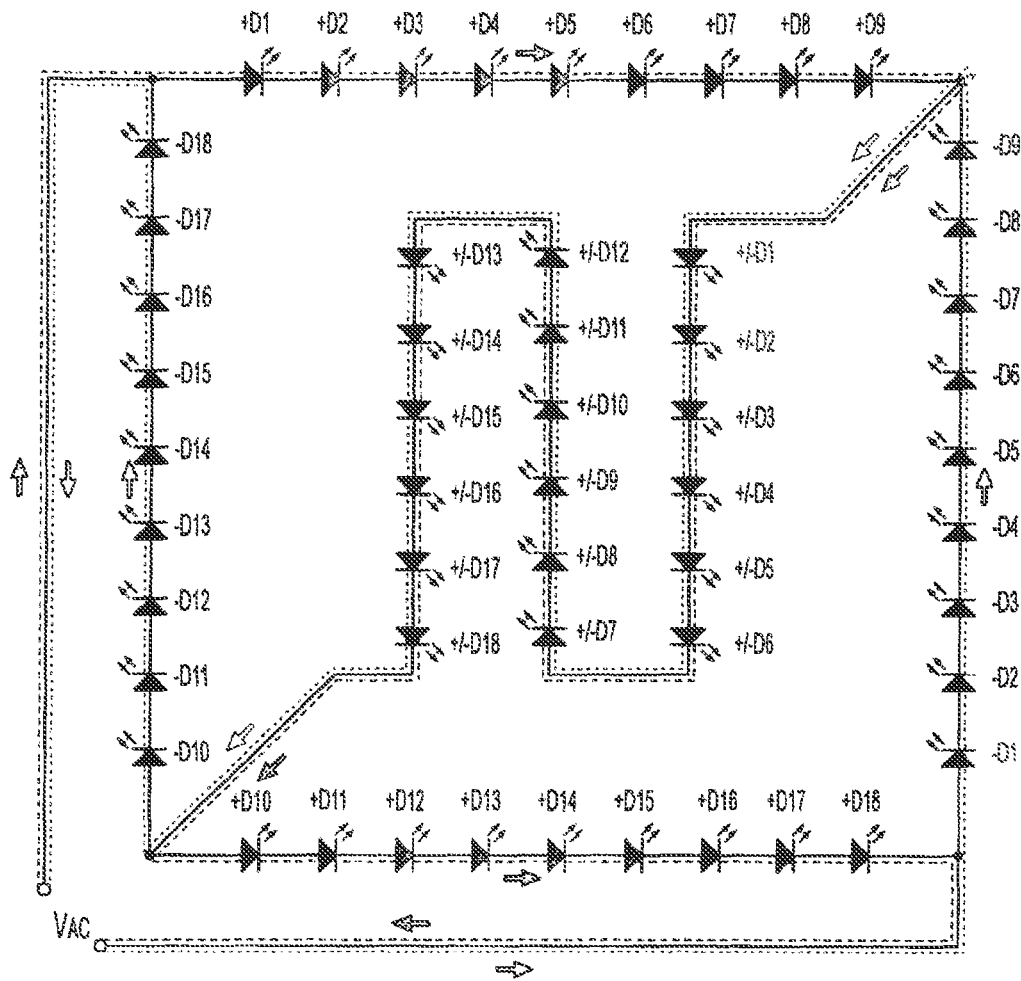 +D1 +D2 +D3 +D4 +D5 +D6 +D7 +D8 +D9
-D18 -D9
-D17 -D8
+/-D13 +/-D12 +/-D1
-D16 -D7
+/-D14 +/-D11 +/-D2
-D15 -D6
+/-D15 +/-D10 +/-D3
-D14 -D5
+/-D16 +/-D9 +/-D4
-D13 -D4
+/-D17 +/-D8 +/-D5
-D12 -D3
+/-D18 +/-D7 +/-D6
-D11 -D2
-D10 -D1
+D10 +D11 +D12 +D13 +D14 +D15 +D16 +D17 +D18
VAC